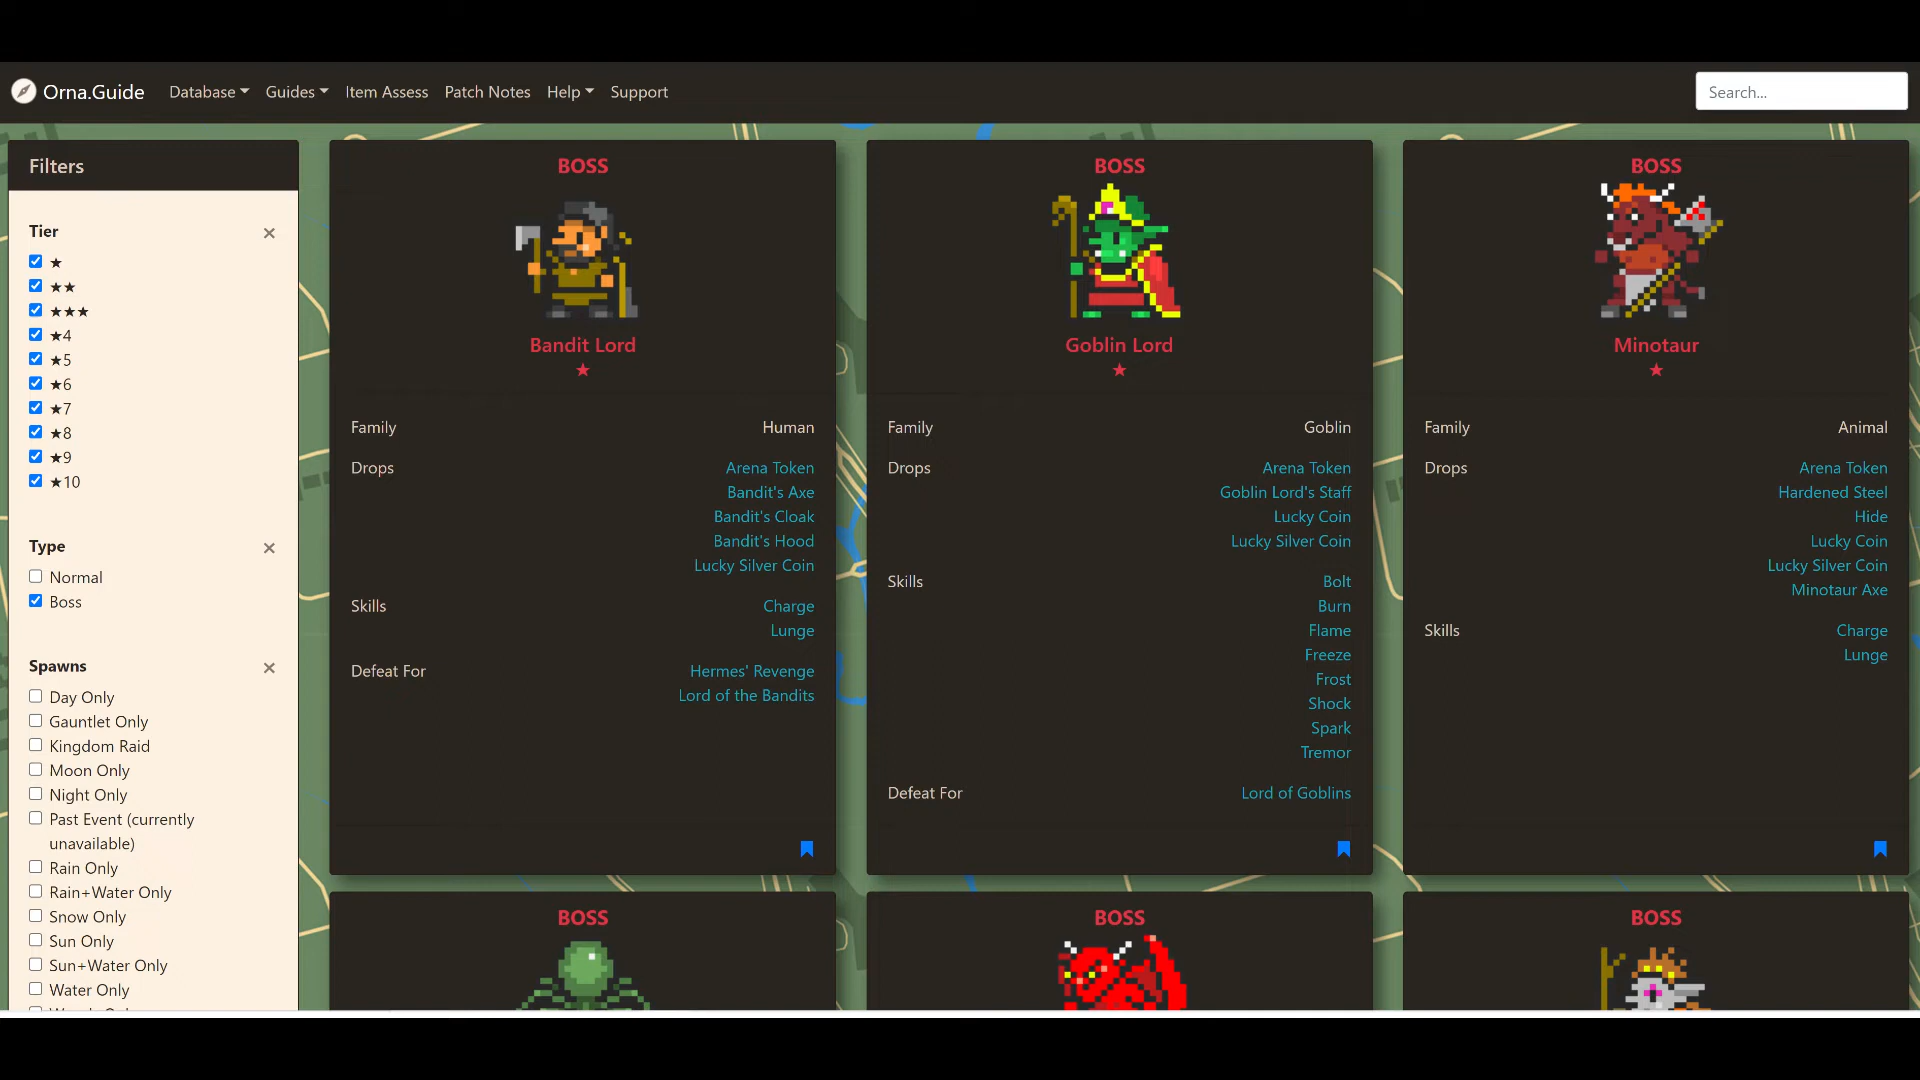 Orna.Guide Database Guides Item Assess Patch Notes Help Support Search...
Filters
Tier
★
★★
★★★
★4
★5
★6
★7
★8
★9
★10
Type
Normal
Boss
Spawns
Day Only
Gauntlet Only
Kingdom Raid
Moon Only
Night Only
Past Event (currently
unavailable)
Rain Only
Rain+Water Only
Snow Only
Sun Only
Sun+Water Only
Water Only
BOSS
Bandit Lord
★
Family Human
Drops Arena Token
Bandit's Axe
Bandit's Cloak
Bandit's Hood
Lucky Silver Coin
Skills Charge
Lunge
Defeat For Hermes' Revenge
Lord of the Bandits
BOSS
Goblin Lord
★
Family Goblin
Drops Arena Token
Goblin Lord's Staff
Lucky Coin
Lucky Silver Coin
Skills Bolt
Burn
Flame
Freeze
Frost
Shock
Spark
Tremor
Defeat For Lord of Goblins
BOSS
Minotaur
★
Family Animal
Drops Arena Token
Hardened Steel
Hide
Lucky Coin
Lucky Silver Coin
Minotaur Axe
Skills Charge
Lunge
BOSS
BOSS
BOSS